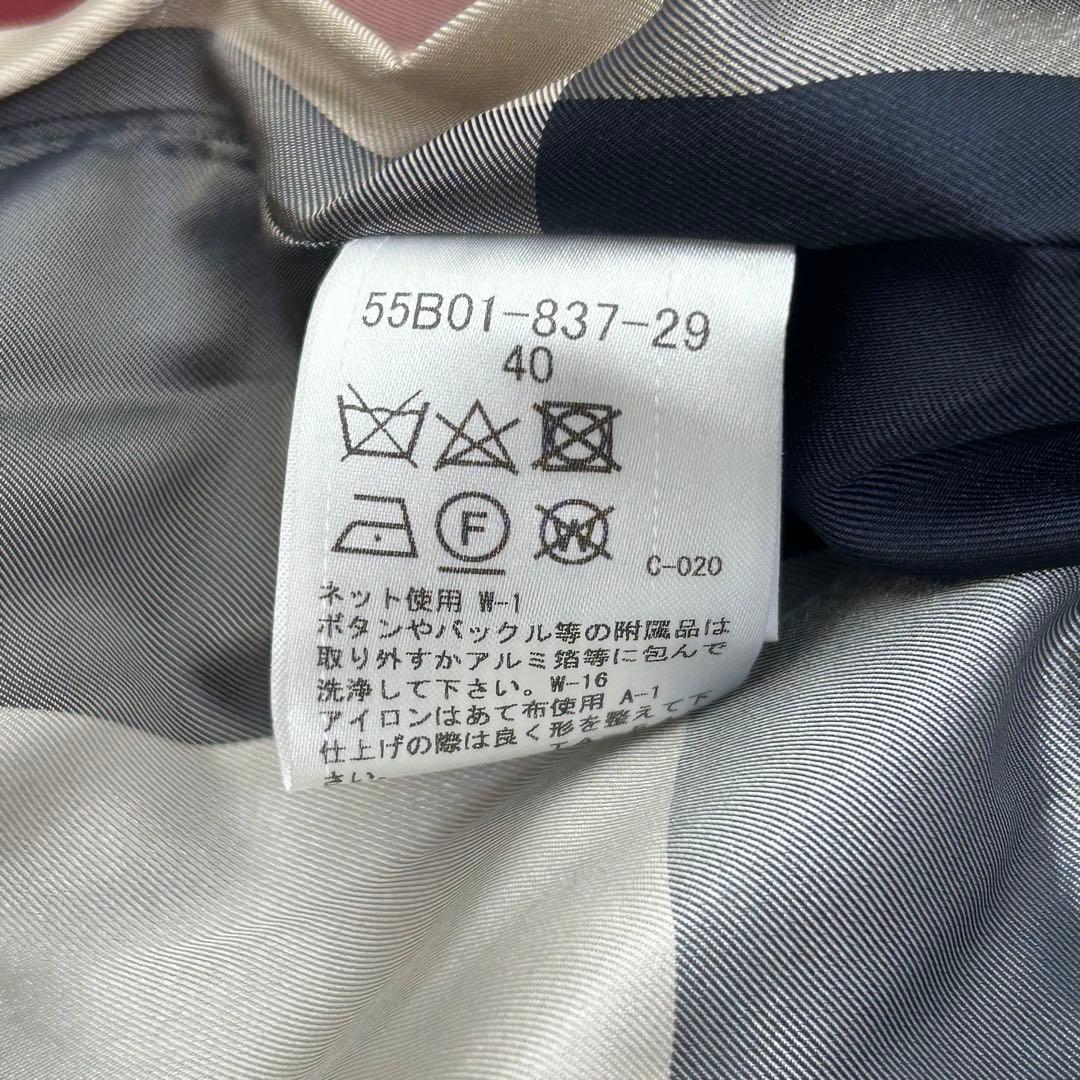 55B01-837-29
40
F
W
C-020
ネット使用 W-1
ボタンやバックル等の附属品は
取り外すかアルミ箔等に包んで
洗浄して下さい。W-16
アイロンはあて布使用 A-1
仕上げの際は良く形を整えて下
さい。